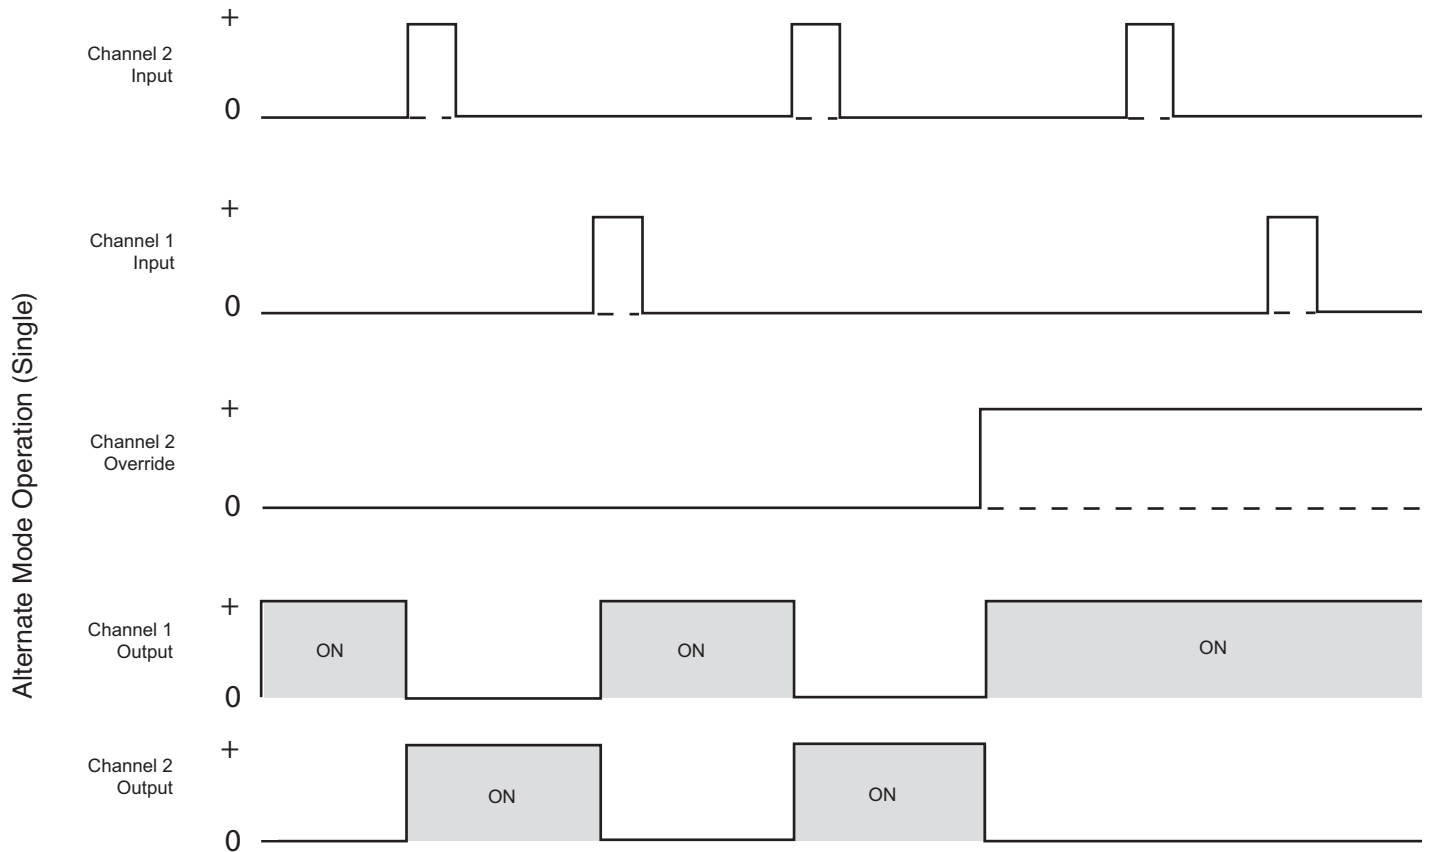 Alternate Mode Operation (Single)
+
Channel 2
Input
0
+
Channel 1
Input
0
+
Channel 2
Override
0
+
Channel 1
Output
ON
ON
ON
0
+
Channel 2
Output
ON
ON
0